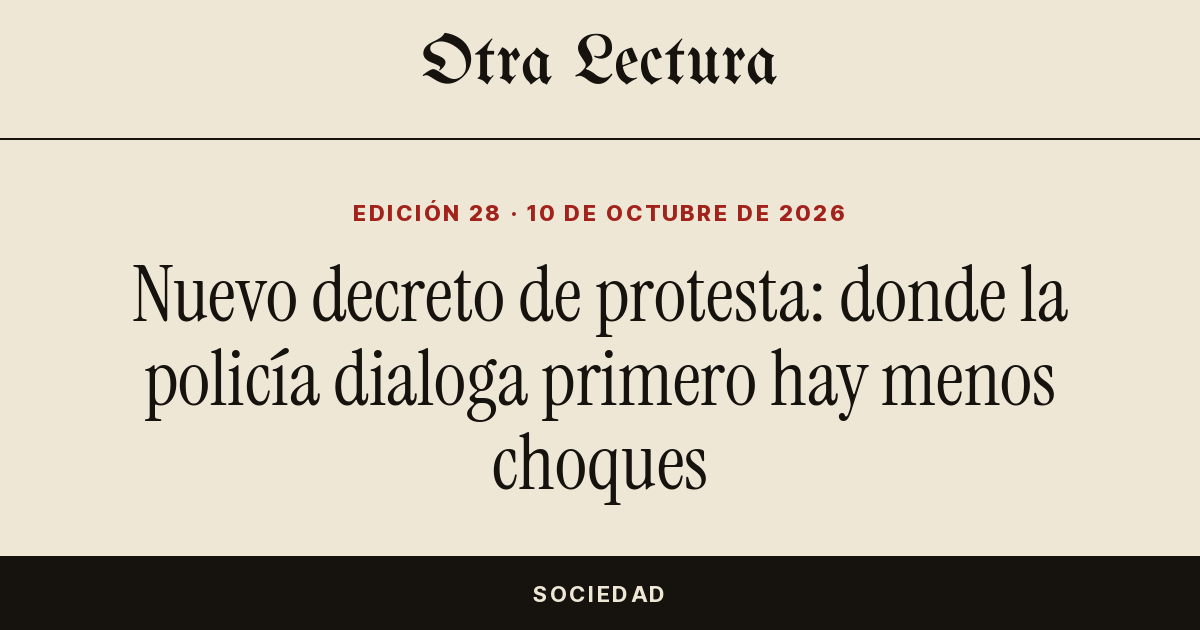 Otra Lectura
EDICIÓN 28 · 10 DE OCTUBRE DE 2026
Nuevo decreto de protesta: donde la
policía dialoga primero hay menos
choques
SOCIEDAD